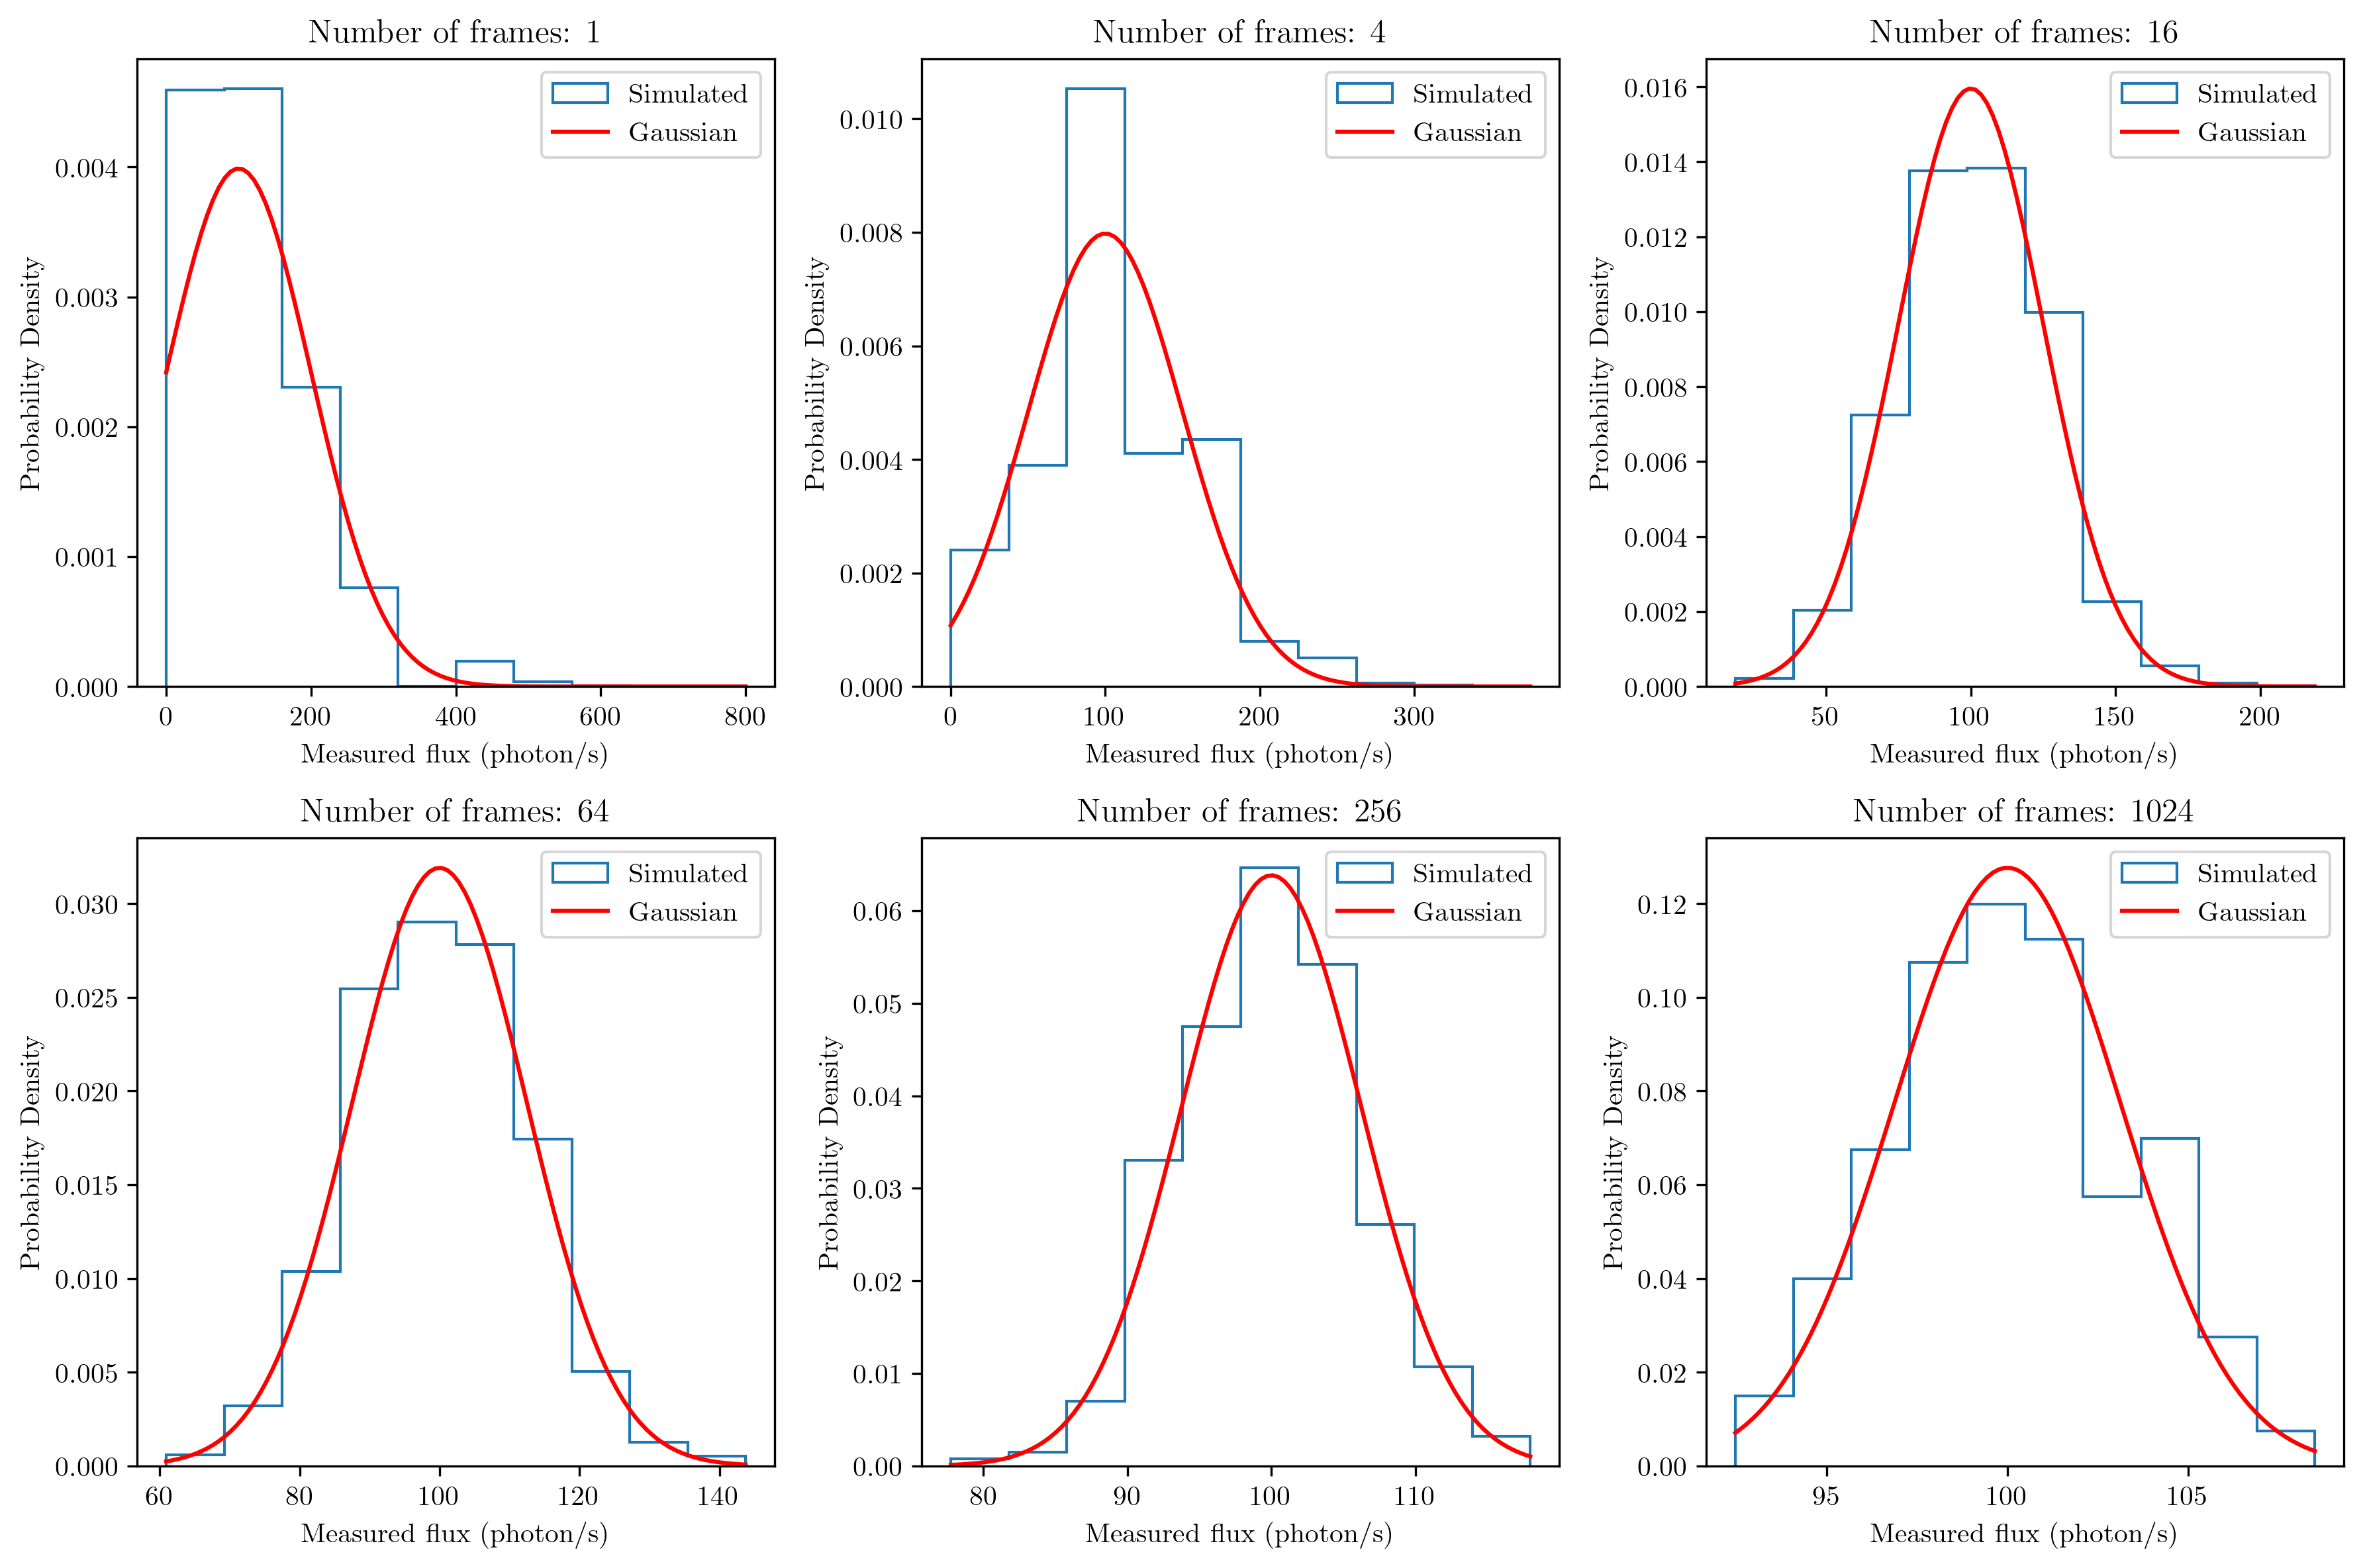 Number of frames: 1
Simulated
Gaussian
0.004
0.003
0.002
0.001
0.000
Probability Density
0 200 400 600 800
Measured flux (photon/s)
Number of frames: 4
Simulated
Gaussian
0.010
0.008
0.006
0.004
0.002
0.000
Probability Density
0 100 200 300
Measured flux (photon/s)
Number of frames: 16
Simulated
Gaussian
0.016
0.014
0.012
0.010
0.008
0.006
0.004
0.002
0.000
Probability Density
50 100 150 200
Measured flux (photon/s)
Number of frames: 64
Simulated
Gaussian
0.030
0.025
0.020
0.015
0.010
0.005
0.000
Probability Density
60 80 100 120 140
Measured flux (photon/s)
Number of frames: 256
Simulated
Gaussian
0.06
0.05
0.04
0.03
0.02
0.01
0.00
Probability Density
80 90 100 110
Measured flux (photon/s)
Number of frames: 1024
Simulated
Gaussian
0.12
0.10
0.08
0.06
0.04
0.02
0.00
Probability Density
95 100 105
Measured flux (photon/s)